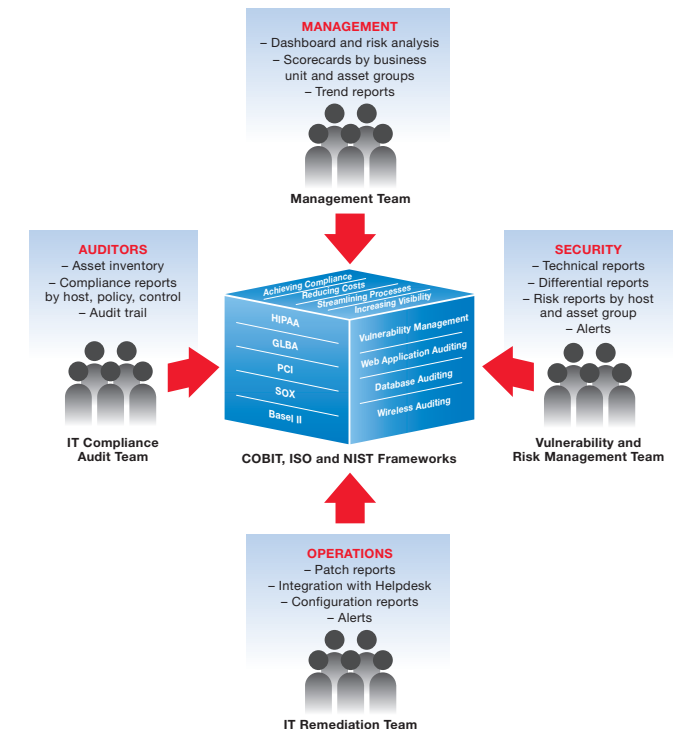 MANAGEMENT
– Dashboard and risk analysis
– Scorecards by business
unit and asset groups
– Trend reports
Management Team
AUDITORS
– Asset inventory
– Compliance reports
by host, policy, control
– Audit trail
IT Compliance
Audit Team
Achieving Compliance
Reducing Costs
Streamlining Processes
Increasing Visibility
HIPAA
GLBA
PCI
SOX
Basel II
Vulnerability Management
Web Application Auditing
Database Auditing
Wireless Auditing
COBIT, ISO and NIST Frameworks
SECURITY
– Technical reports
– Differential reports
– Risk reports by host
and asset group
– Alerts
Vulnerability and
Risk Management Team
OPERATIONS
– Patch reports
– Integration with Helpdesk
– Configuration reports
– Alerts
IT Remediation Team